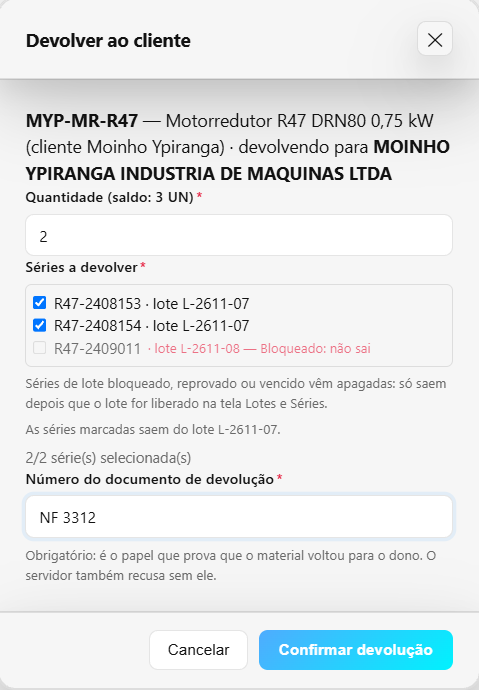 Devolver ao cliente
MYP-MR-R47 — Motorredutor R47 DRN80 0,75 kW
(cliente Moinho Ypiranga) · devolvendo para MOINHO
YPIRANGA INDUSTRIA DE MAQUINAS LTDA
Quantidade (saldo: 3 UN) *
2
Séries a devolver *
R47-2408153 · lote L-2611-07
R47-2408154 · lote L-2611-07
R47-2409011 · lote L-2611-08 — Bloqueado: não sai
Séries de lote bloqueado, reprovado ou vencido vêm apagadas: só saem
depois que o lote for liberado na tela Lotes e Séries.
As séries marcadas saem do lote L-2611-07.
2/2 série(s) selecionada(s)
Número do documento de devolução *
NF 3312
Obrigatório: é o papel que prova que o material voltou para o dono. O
servidor também recusa sem ele.
Cancelar
Confirmar devolução